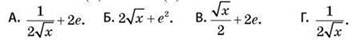 А. 1/(2√x) + 2e. Б. 2√x + e². В. √x/2 + 2e. Г. 1/(2√x).